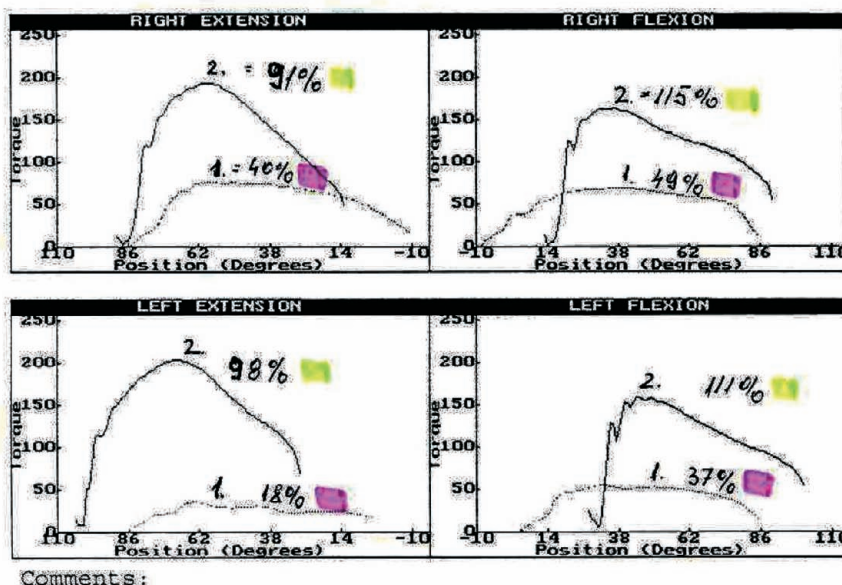 RIGHT EXTENSION
250
200
150
100
50
0
Torque
110 86 62 38 14 -10
Position (Degrees)
2. = 91%
1. = 40%
RIGHT FLEXION
250
200
150
100
50
0
Torque
-10 14 38 62 86 110
Position (Degrees)
2. = 115%
1. 49%
LEFT EXTENSION
250
200
150
100
50
0
Torque
110 86 62 38 14 -10
Position (Degrees)
2. 98%
1. 18%
LEFT FLEXION
250
200
150
100
50
0
Torque
-10 14 38 62 86 110
Position (Degrees)
2. 111%
1. 37%
Comments: